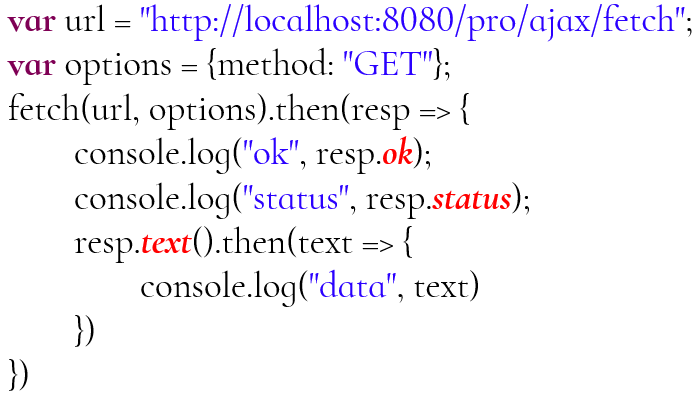 var url = "http://localhost:8080/pro/ajax/fetch";
var options = {method: "GET"};
fetch(url, options).then(resp => {
console.log("ok", resp.ok);
console.log("status", resp.status);
resp.text().then(text => {
console.log("data", text)
})
})